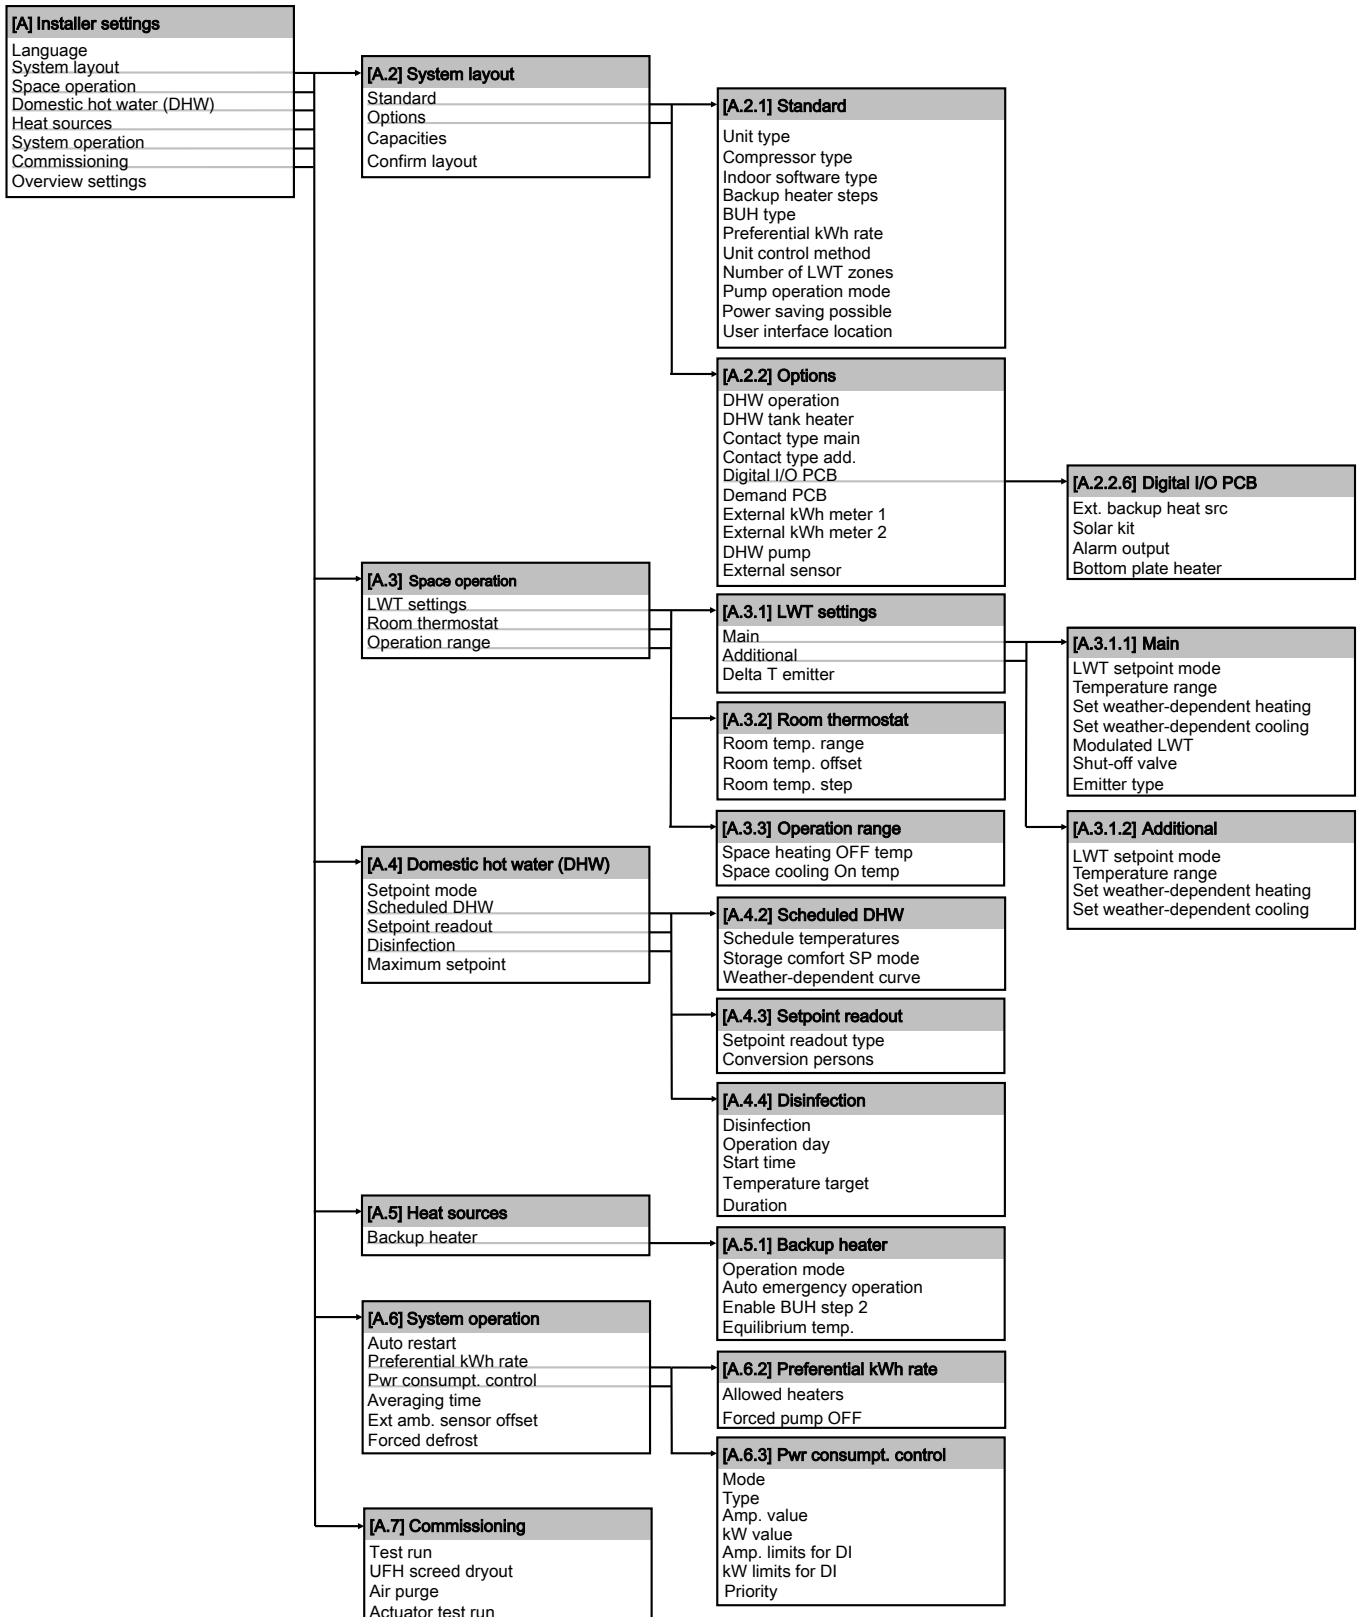 [A] Installer settings
Language
System layout
Space operation
Domestic hot water (DHW)
Heat sources
System operation
Commissioning
Overview settings
[A.2] System layout
Standard
Options
Capacities
Confirm layout
[A.2.1] Standard
Unit type
Compressor type
Indoor software type
Backup heater steps
BUH type
Preferential kWh rate
Unit control method
Number of LWT zones
Pump operation mode
Power saving possible
User interface location
[A.2.2] Options
DHW operation
DHW tank heater
Contact type main
Contact type add.
Digital I/O PCB
Demand PCB
External kWh meter 1
External kWh meter 2
DHW pump
External sensor
[A.2.2.6] Digital I/O PCB
Ext. backup heat src
Solar kit
Alarm output
Bottom plate heater
[A.3] Space operation
LWT settings
Room thermostat
Operation range
[A.3.1] LWT settings
Main
Additional
Delta T emitter
[A.3.1.1] Main
LWT setpoint mode
Temperature range
Set weather-dependent heating
Set weather-dependent cooling
Modulated LWT
Shut-off valve
Emitter type
[A.3.2] Room thermostat
Room temp. range
Room temp. offset
Room temp. step
[A.3.1.2] Additional
LWT setpoint mode
Temperature range
Set weather-dependent heating
Set weather-dependent cooling
[A.3.3] Operation range
Space heating OFF temp
Space cooling On temp
[A.4] Domestic hot water (DHW)
Setpoint mode
Scheduled DHW
Setpoint readout
Disinfection
Maximum setpoint
[A.4.2] Scheduled DHW
Schedule temperatures
Storage comfort SP mode
Weather-dependent curve
[A.4.3] Setpoint readout
Setpoint readout type
Conversion persons
[A.4.4] Disinfection
Disinfection
Operation day
Start time
Temperature target
Duration
[A.5] Heat sources
Backup heater
[A.5.1] Backup heater
Operation mode
Auto emergency operation
Enable BUH step 2
Equilibrium temp.
[A.6] System operation
Auto restart
Preferential kWh rate
Pwr consumpt. control
Averaging time
Ext amb. sensor offset
Forced defrost
[A.6.2] Preferential kWh rate
Allowed heaters
Forced pump OFF
[A.6.3] Pwr consumpt. control
Mode
Type
Amp. value
kW value
Amp. limits for DI
kW limits for DI
Priority
[A.7] Commissioning
Test run
UFH screed dryout
Air purge
Actuator test run